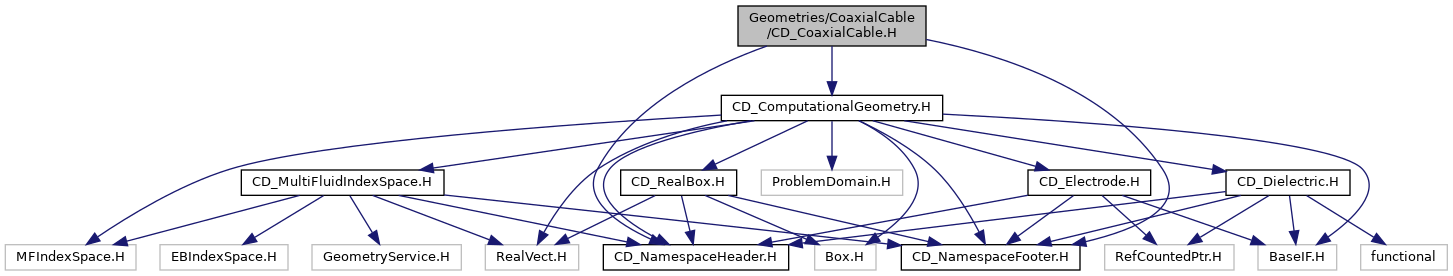 Geometries/CoaxialCable
/CD_CoaxialCable.H
CD_ComputationalGeometry.H
CD_MultiFluidIndexSpace.H
CD_RealBox.H
ProblemDomain.H
CD_Electrode.H
CD_Dielectric.H
MFIndexSpace.H
EBIndexSpace.H
GeometryService.H
RealVect.H
CD_NamespaceHeader.H
Box.H
CD_NamespaceFooter.H
RefCountedPtr.H
BaseIF.H
functional